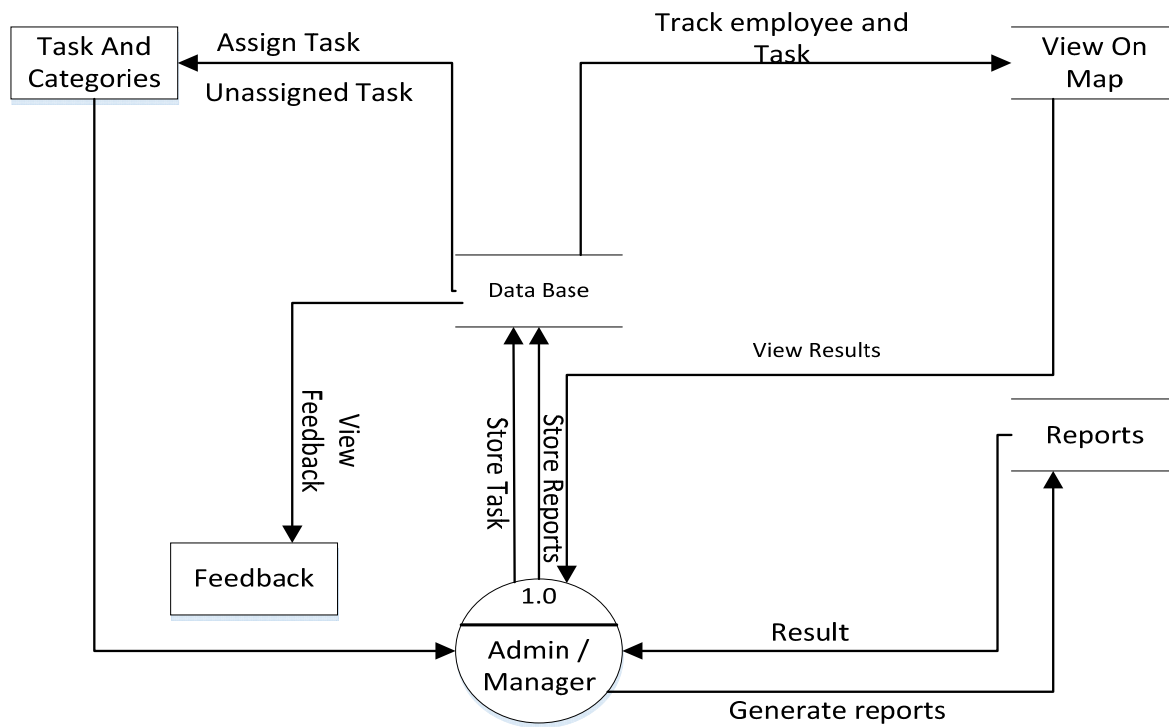 Task And
Categories
Assign Task
Unassigned Task
Track employee and
Task
View On
Map
Data Base
View Results
View
Feedback
Store Task
Store Reports
Reports
Feedback
1.0
Admin /
Manager
Result
Generate reports